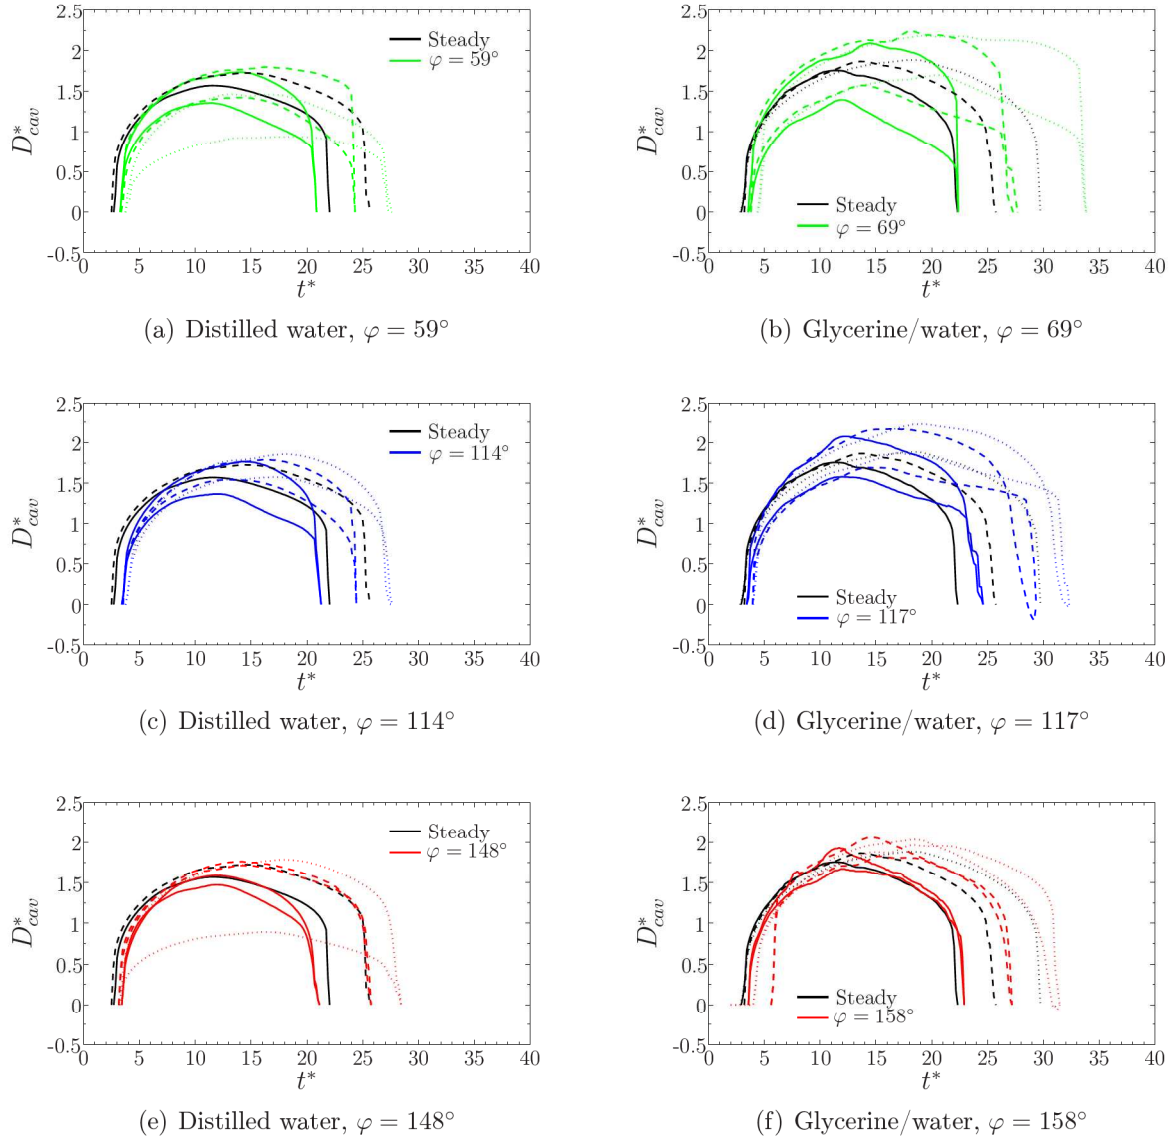 2.5
2
1.5
1
0.5
0
-0.5
D*cav
Steady
φ = 59°
0 5 10 15 20 25 30 35 40
t*
(a) Distilled water, φ = 59°
2.5
2
1.5
1
0.5
0
-0.5
D*cav
Steady
φ = 69°
0 5 10 15 20 25 30 35 40
t*
(b) Glycerine/water, φ = 69°
2.5
2
1.5
1
0.5
0
-0.5
D*cav
Steady
φ = 114°
0 5 10 15 20 25 30 35 40
t*
(c) Distilled water, φ = 114°
2.5
2
1.5
1
0.5
0
-0.5
D*cav
Steady
φ = 117°
0 5 10 15 20 25 30 35 40
t*
(d) Glycerine/water, φ = 117°
2.5
2
1.5
1
0.5
0
-0.5
D*cav
Steady
φ = 148°
0 5 10 15 20 25 30 35 40
t*
(e) Distilled water, φ = 148°
2.5
2
1.5
1
0.5
0
-0.5
D*cav
Steady
φ = 158°
0 5 10 15 20 25 30 35 40
t*
(f) Glycerine/water, φ = 158°